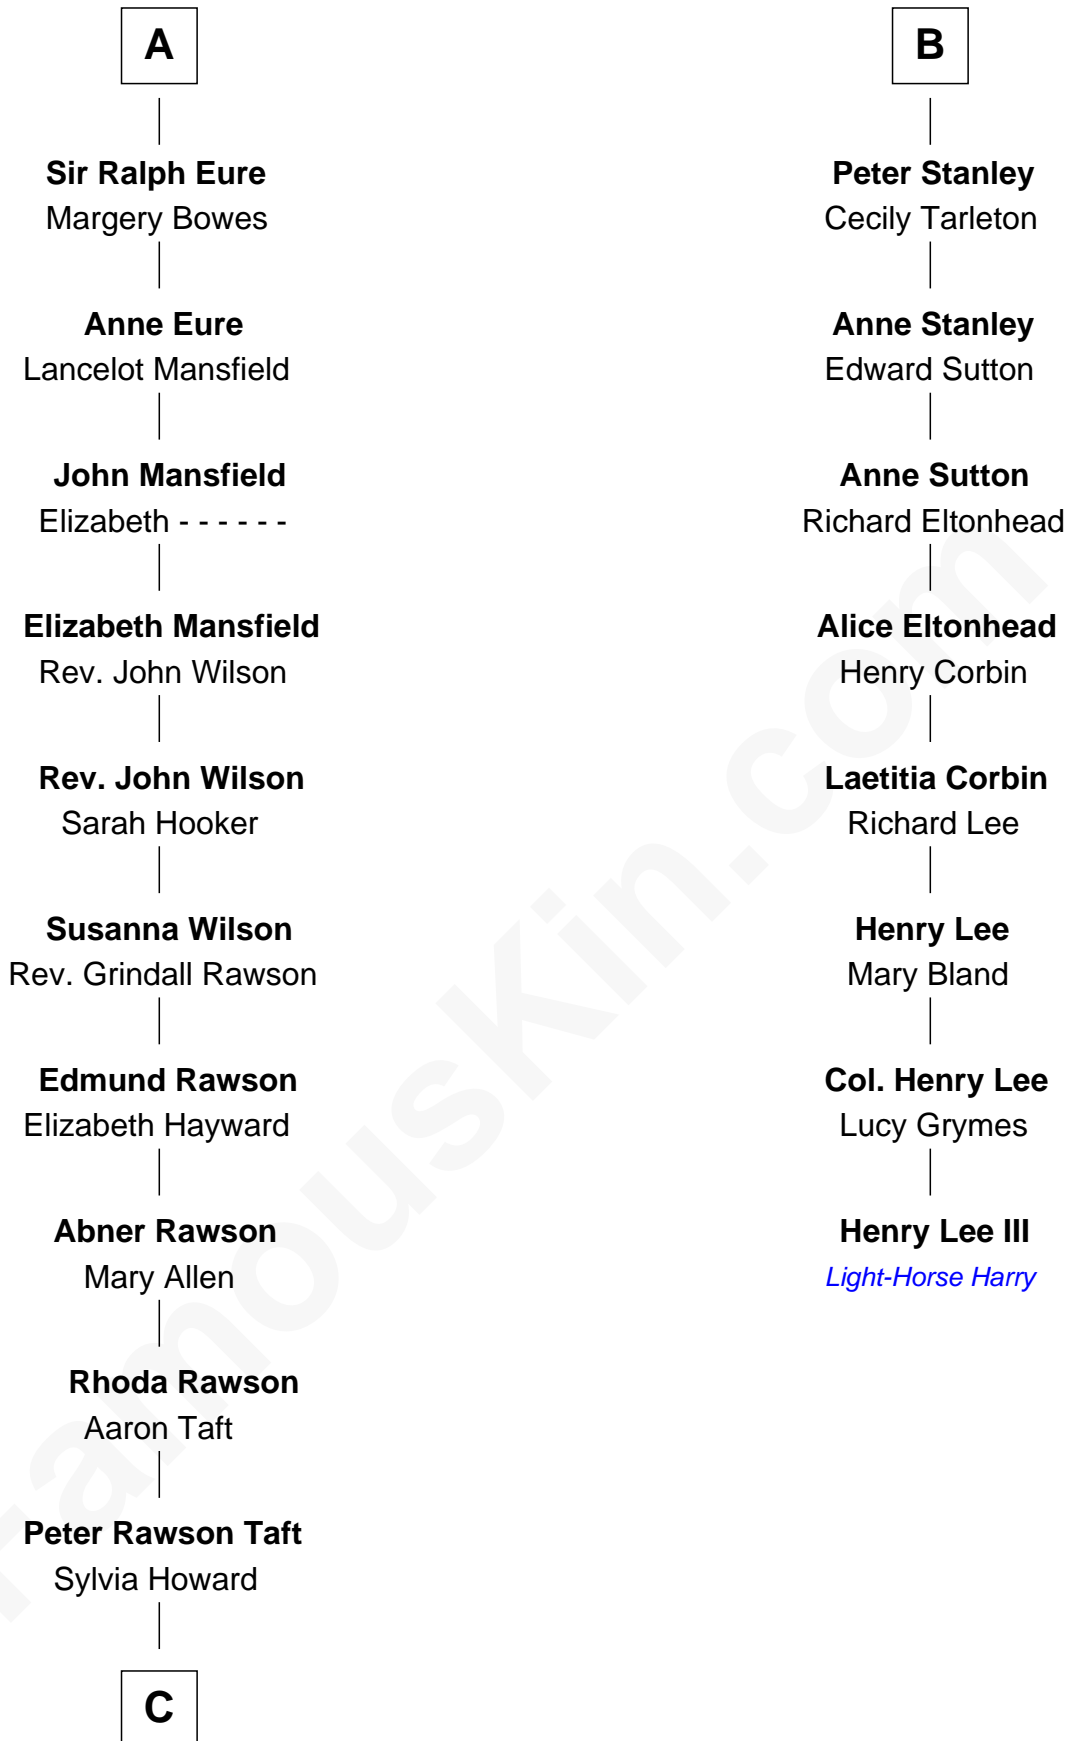 A
Sir Ralph Eure
Margery Bowes
Anne Eure
Lancelot Mansfield
John Mansfield
Elizabeth - - - - - -
Elizabeth Mansfield
Rev. John Wilson
Rev. John Wilson
Sarah Hooker
Susanna Wilson
Rev. Grindall Rawson
Edmund Rawson
Elizabeth Hayward
Abner Rawson
Mary Allen
Rhoda Rawson
Aaron Taft
Peter Rawson Taft
Sylvia Howard
C
B
Peter Stanley
Cecily Tarleton
Anne Stanley
Edward Sutton
Anne Sutton
Richard Eltonhead
Alice Eltonhead
Henry Corbin
Laetitia Corbin
Richard Lee
Henry Lee
Mary Bland
Col. Henry Lee
Lucy Grymes
Henry Lee III
Light-Horse Harry
FamousKin.com